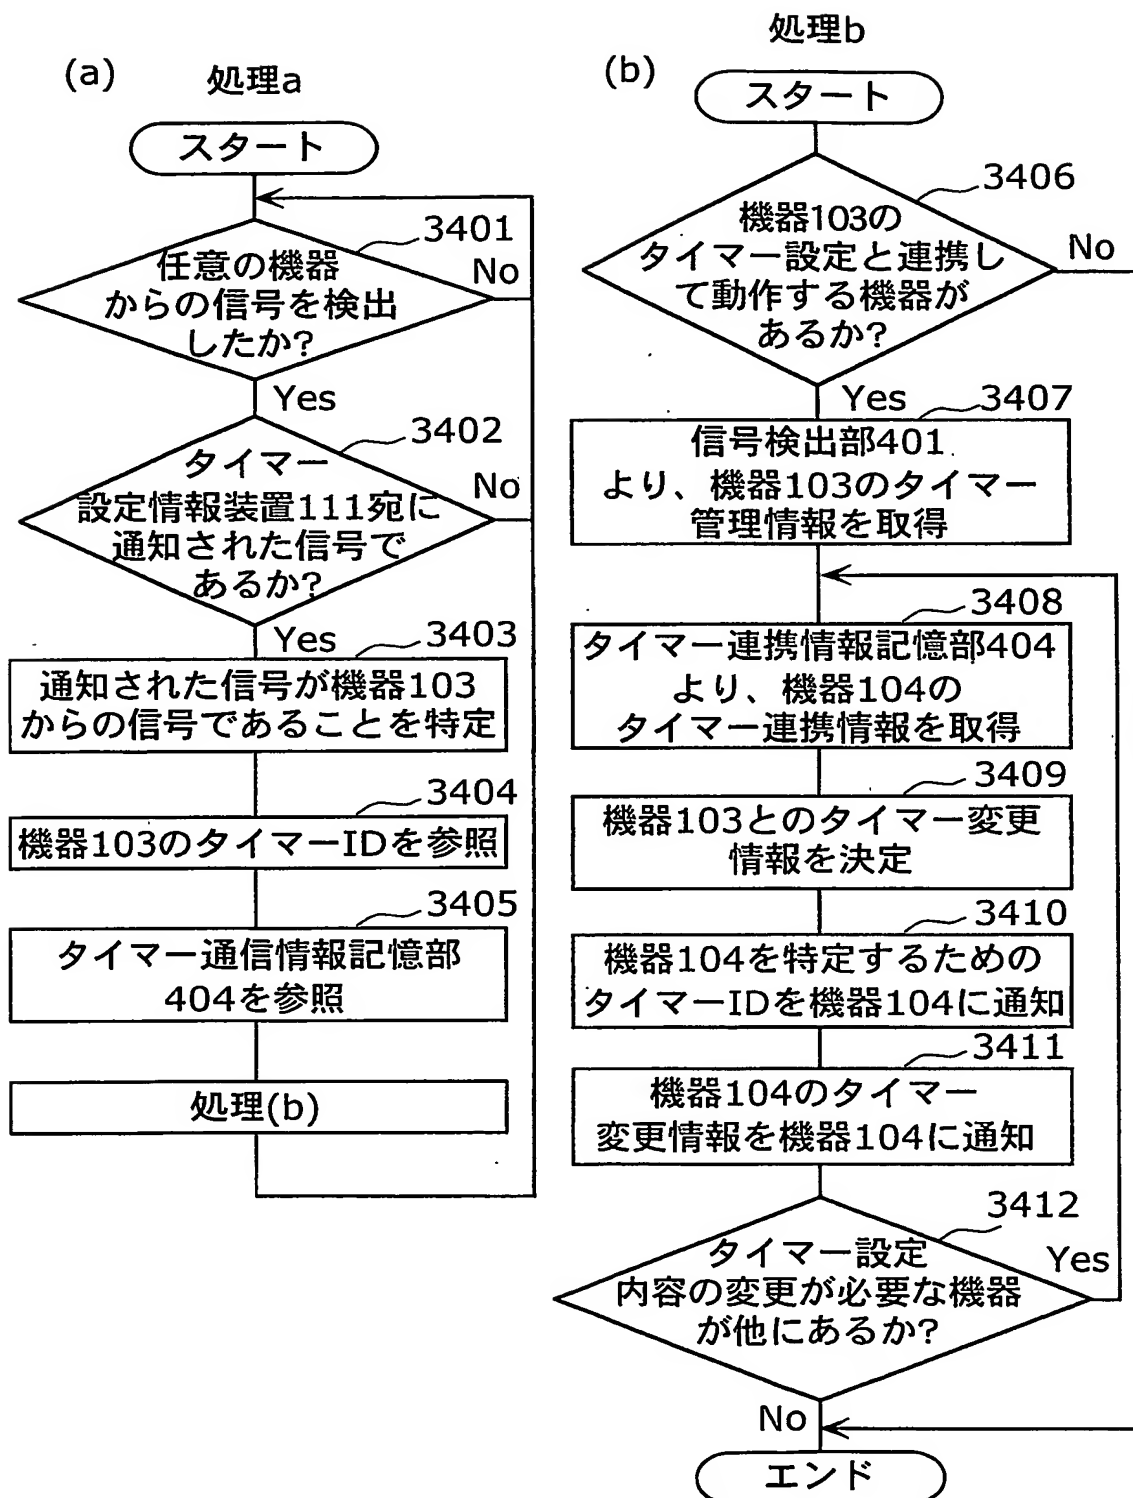 (a)
処理a
スタート
3401
任意の機器
からの信号を検出
したか?
No
Yes
3402
タイマー
設定情報装置111宛に
通知された信号で
あるか?
No
Yes
3403
通知された信号が機器103
からの信号であることを特定
3404
機器103のタイマーIDを参照
3405
タイマー通信情報記憶部
404を参照
処理(b)
処理b
(b)
スタート
3406
機器103の
タイマー設定と連携し
て動作する機器が
あるか?
No
Yes
3407
信号検出部401
より、機器103のタイマー
管理情報を取得
3408
タイマー連携情報記憶部404
より、機器104の
タイマー連携情報を取得
3409
機器103とのタイマー変更
情報を決定
3410
機器104を特定するための
タイマーIDを機器104に通知
3411
機器104のタイマー
変更情報を機器104に通知
3412
タイマー設定
内容の変更が必要な機器
が他にあるか?
Yes
No
エンド